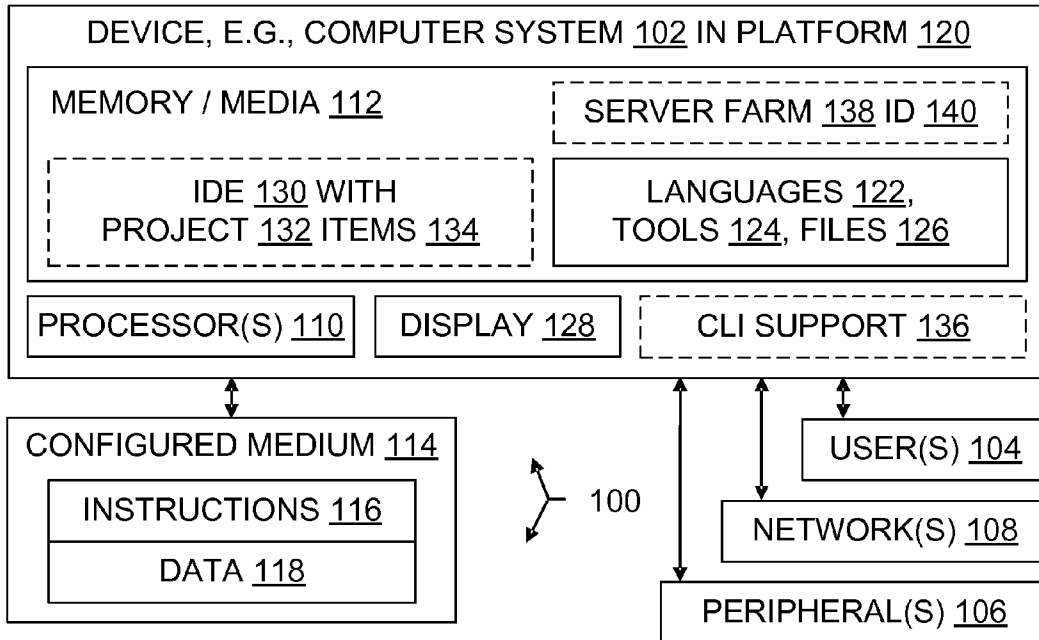 DEVICE, E.G., COMPUTER SYSTEM 102 IN PLATFORM 120
MEMORY / MEDIA 112
SERVER FARM 138 ID 140
IDE 130 WITH
PROJECT 132 ITEMS 134
LANGUAGES 122,
TOOLS 124, FILES 126
PROCESSOR(S) 110
DISPLAY 128
CLI SUPPORT 136
CONFIGURED MEDIUM 114
INSTRUCTIONS 116
DATA 118
100
USER(S) 104
NETWORK(S) 108
PERIPHERAL(S) 106